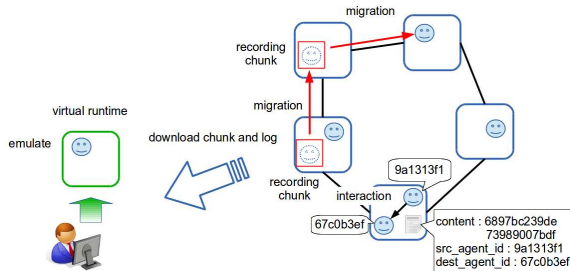 migration
recording
chunk
migration
virtual runtime
emulate
download chunk and log
recording
chunk
interaction
9a1313f1
67c0b3ef
content : 6897bc239de
73989007bdf
src_agent_id : 9a1313f1
dest_agent_id : 67c0b3ef